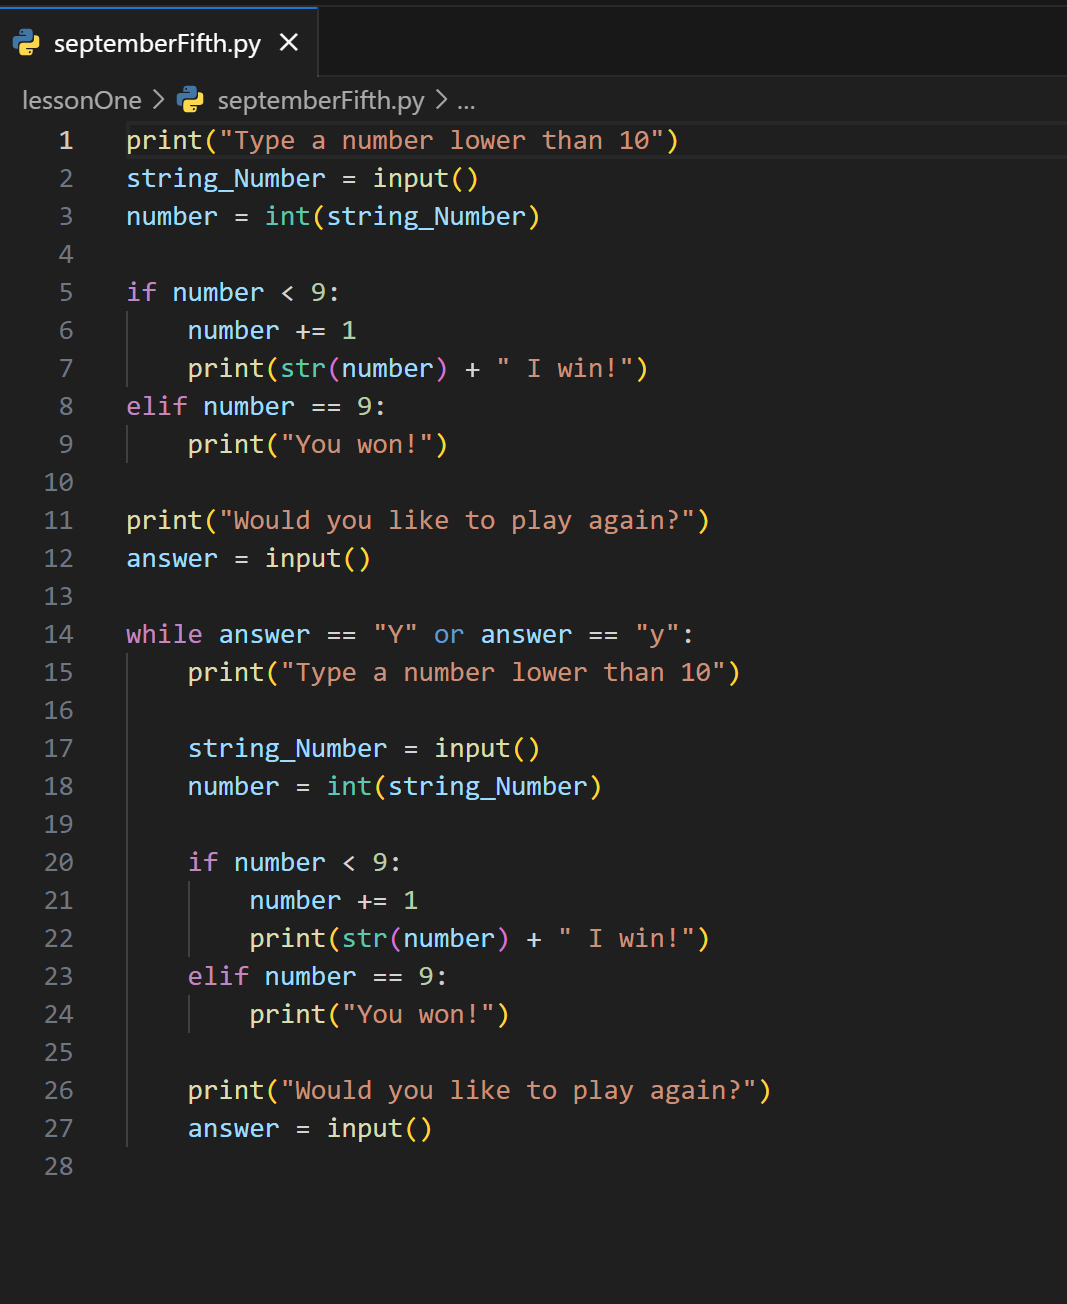 septemberFifth.py ×
lessonOne > septemberFifth.py > ...
1 print("Type a number lower than 10")
2 string_Number = input()
3 number = int(string_Number)
4
5 if number < 9:
6     number += 1
7     print(str(number) + " I win!")
8 elif number == 9:
9     print("You won!")
10
11 print("Would you like to play again?")
12 answer = input()
13
14 while answer == "Y" or answer == "y":
15     print("Type a number lower than 10")
16
17     string_Number = input()
18     number = int(string_Number)
19
20     if number < 9:
21         number += 1
22         print(str(number) + " I win!")
23     elif number == 9:
24         print("You won!")
25
26     print("Would you like to play again?")
27     answer = input()
28